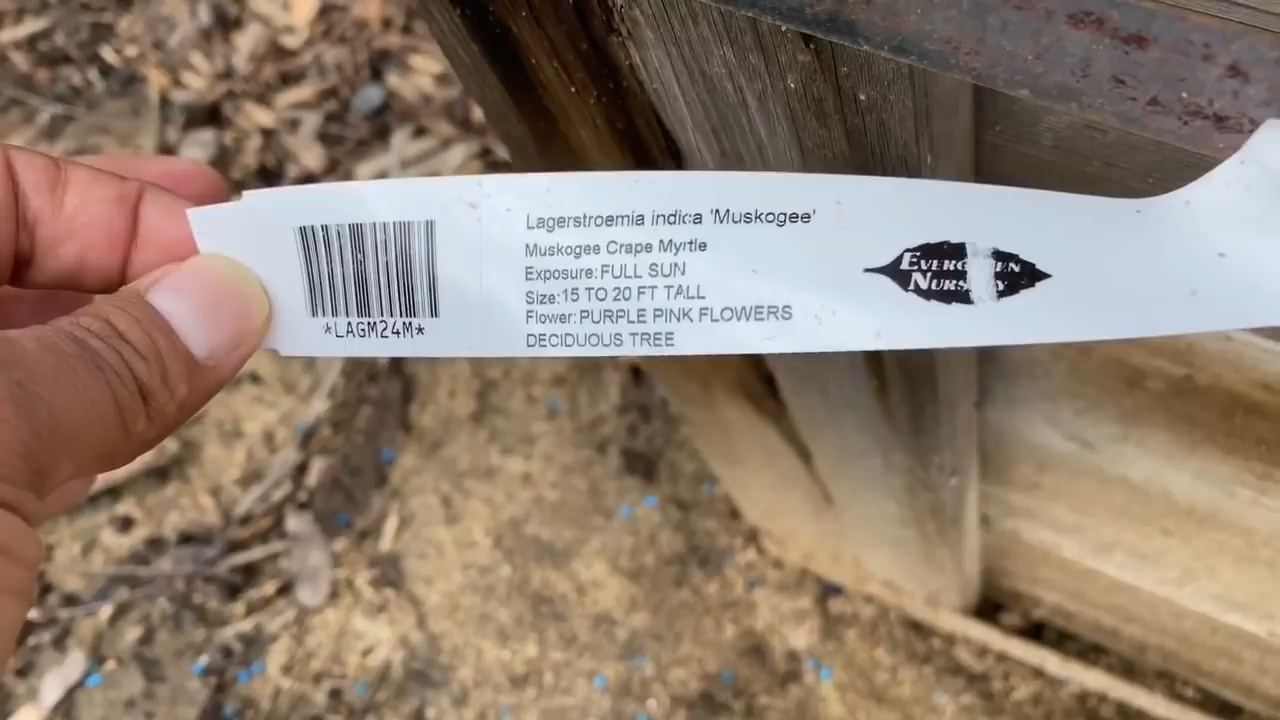 Lagerstroemia indica 'Muskogee'
Muskogee Crape Myrtle
Exposure: FULL SUN
Size: 15 TO 20 FT TALL
Flower: PURPLE PINK FLOWERS
DECIDUOUS TREE
*LAGM24M*
EVERGREEN
NURSERY